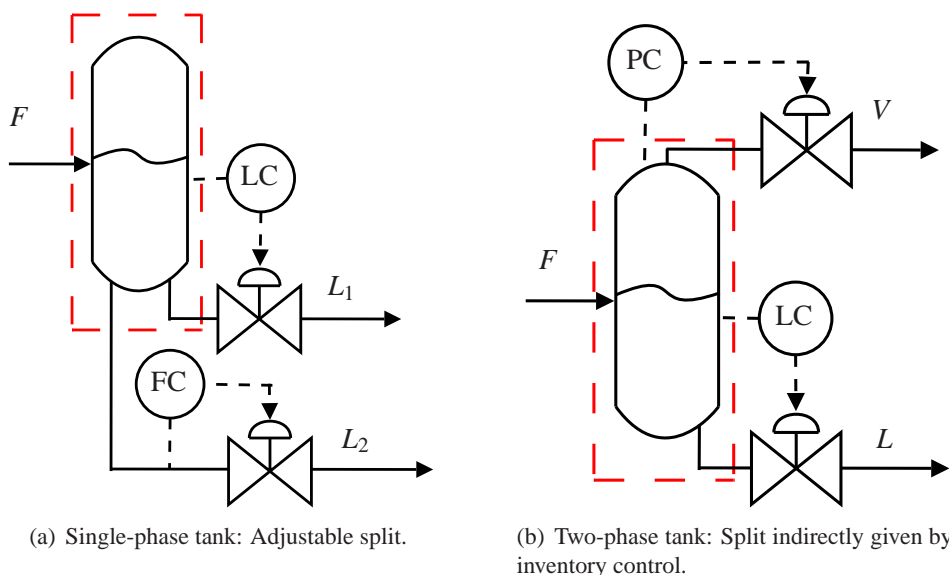 F
LC
L1
FC
L2
(a) Single-phase tank: Adjustable split.
PC
V
F
LC
L
(b) Two-phase tank: Split indirectly given by
inventory control.